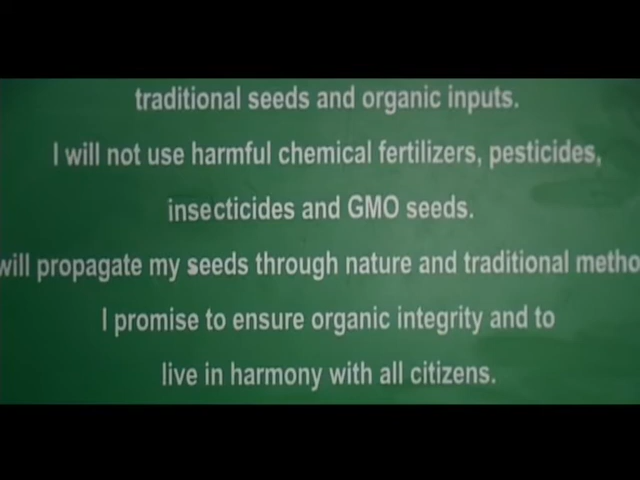 traditional seeds and organic inputs.
I will not use harmful chemical fertilizers, pesticides,
insecticides and GMO seeds.
will propagate my seeds through nature and traditional metho
I promise to ensure organic integrity and to
live in harmony with all citizens.